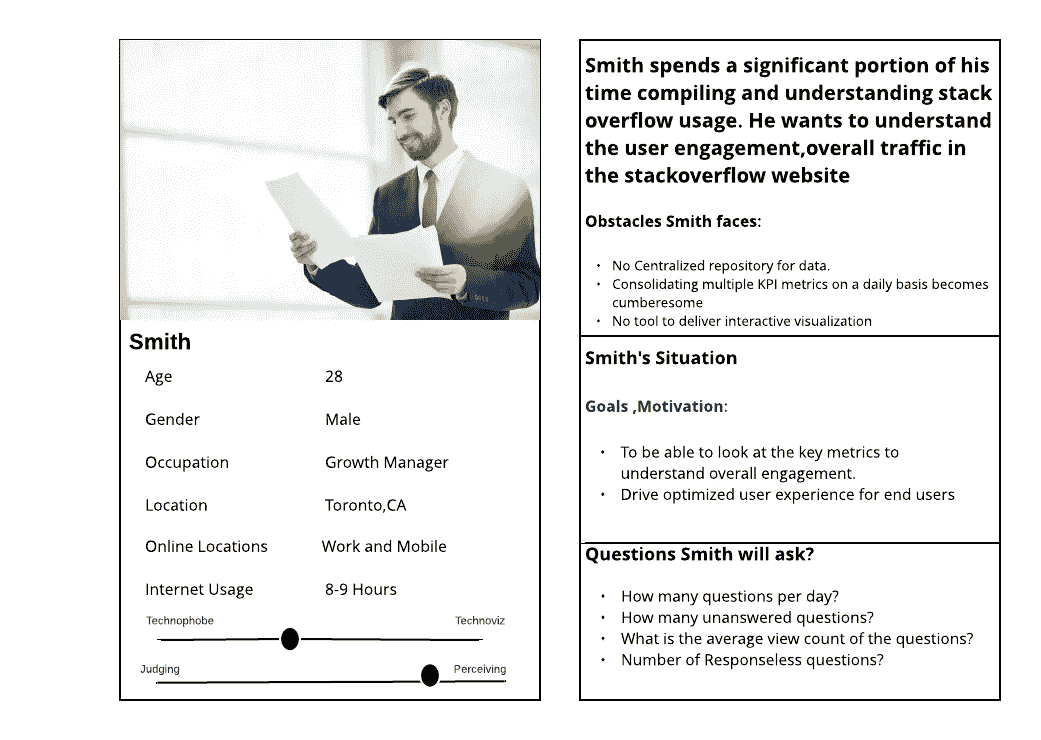 Smith
Age 28
Gender Male
Occupation Growth Manager
Location Toronto,CA
Online Locations Work and Mobile
Internet Usage 8-9 Hours
Technophobe Technoviz
Judging Perceiving
Smith spends a significant portion of his
time compiling and understanding stack
overflow usage. He wants to understand
the user engagement,overall traffic in
the stackoverflow website
Obstacles Smith faces:
• No Centralized repository for data.
• Consolidating multiple KPI metrics on a daily basis becomes
cumberesome
• No tool to deliver interactive visualization
Smith's Situation
Goals ,Motivation:
• To be able to look at the key metrics to
understand overall engagement.
• Drive optimized user experience for end users
Questions Smith will ask?
• How many questions per day?
• How many unanswered questions?
• What is the average view count of the questions?
• Number of Responseless questions?